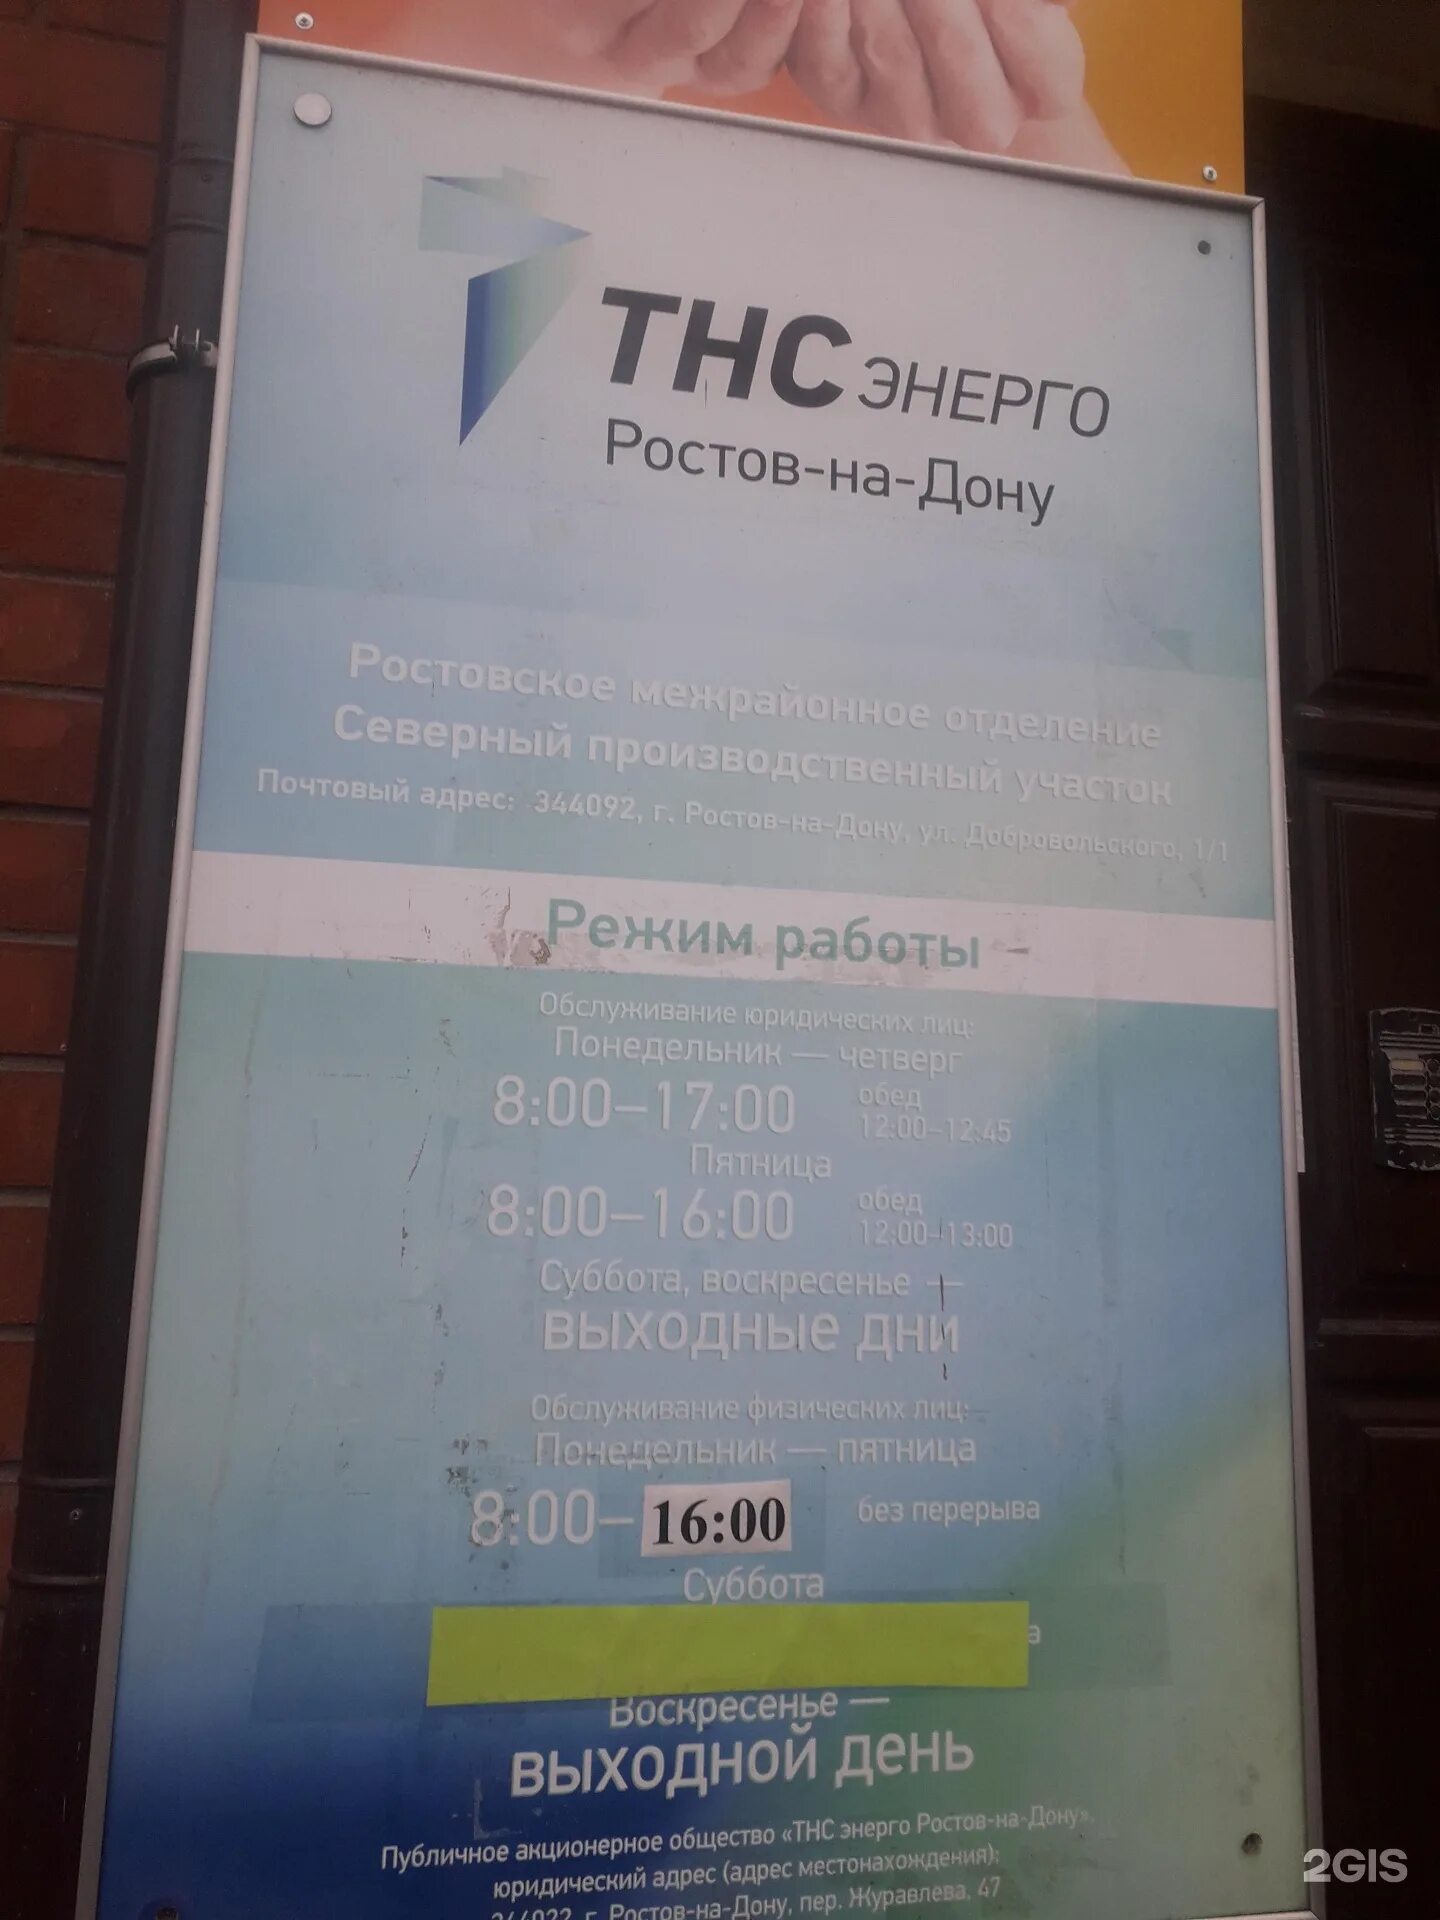 ТНС ЭНЕРГО
Ростов-на-Дону
Ростовское межрайонное отделение
Северный производственный участок
Почтовый адрес: 344092, г. Ростов-на-Дону, ул. Добровольского, 1/1
Режим работы
Обслуживание юридических лиц:
Понедельник — четверг
8:00–17:00 обед 12:00–12:45
Пятница
8:00–16:00 обед 12:00–13:00
Суббота, воскресенье —
выходные дни
Обслуживание физических лиц:
Понедельник — пятница
8:00– 16:00 без перерыва
Суббота
Воскресенье —
выходной день
Публичное акционерное общество «ТНС энерго Ростов-на-Дону».
юридический адрес (адрес местонахождения):
344022, г. Ростов-на-Дону, пер. Журавлева, 47
2GIS